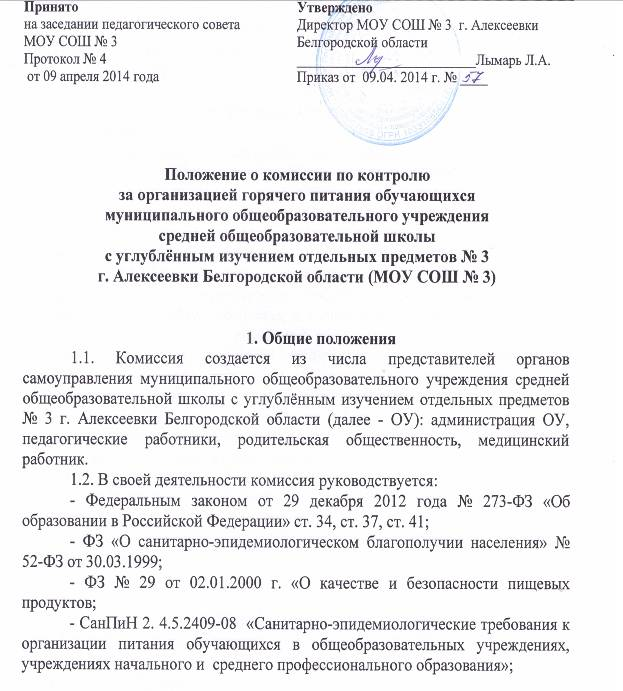 Принято
на заседании педагогического совета
МОУ СОШ № 3
Протокол № 4
от 09 апреля 2014 года
Утверждено
Директор МОУ СОШ № 3 г. Алексеевки
Белгородской области
Лымарь Л.А.
Приказ от 09.04. 2014 г. № 57
Положение о комиссии по контролю
за организацией горячего питания обучающихся
муниципального общеобразовательного учреждения
средней общеобразовательной школы
с углублённым изучением отдельных предметов № 3
г. Алексеевки Белгородской области (МОУ СОШ № 3)
1. Общие положения
1.1. Комиссия создается из числа представителей органов
самоуправления муниципального общеобразовательного учреждения средней
общеобразовательной школы с углублённым изучением отдельных предметов
№ 3 г. Алексеевки Белгородской области (далее - ОУ): администрация ОУ,
педагогические работники, родительская общественность, медицинский
работник.
1.2. В своей деятельности комиссия руководствуется:
- Федеральным законом от 29 декабря 2012 года № 273-ФЗ «Об
образовании в Российской Федерации» ст. 34, ст. 37, ст. 41;
- ФЗ «О санитарно-эпидемиологическом благополучии населения» №
52-ФЗ от 30.03.1999;
- ФЗ № 29 от 02.01.2000 г. «О качестве и безопасности пищевых
продуктов;
- СанПиН 2. 4.5.2409-08 «Санитарно-эпидемиологические требования к
организации питания обучающихся в общеобразовательных учреждениях,
учреждениях начального и среднего профессионального образования»;